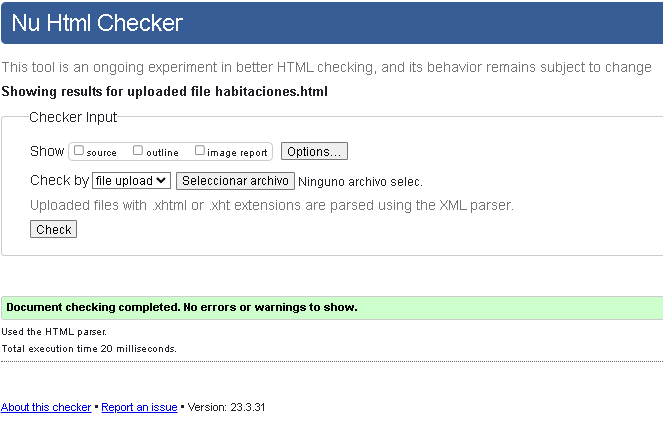 Nu Html Checker
This tool is an ongoing experiment in better HTML checking, and its behavior remains subject to change
Showing results for uploaded file habitaciones.html
Checker Input
Show source outline image report Options...
Check by file upload Seleccionar archivo Ninguno archivo selec.
Uploaded files with .xhtml or .xht extensions are parsed using the XML parser.
Check
Document checking completed. No errors or warnings to show.
Used the HTML parser.
Total execution time 20 milliseconds.
About this checker • Report an issue • Version: 23.3.31